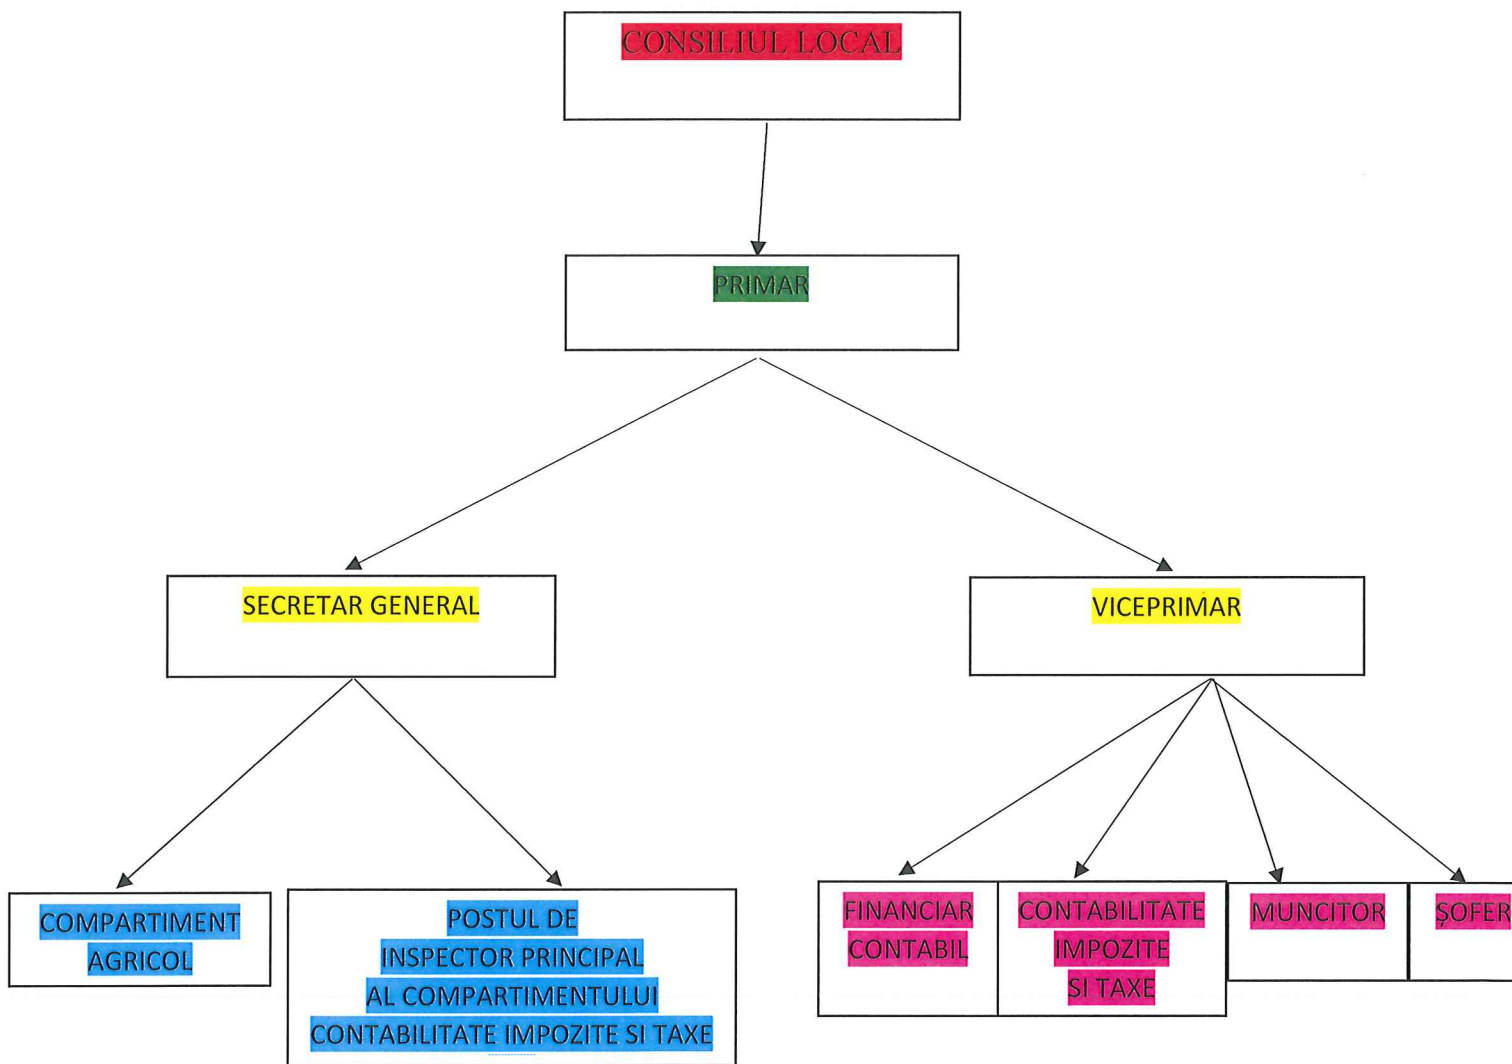 CONSILIUL LOCAL
PRIMAR
SECRETAR GENERAL
VICEPRIMAR
COMPARTIMENT
AGRICOL
POSTUL DE
INSPECTOR PRINCIPAL
AL COMPARTIMENTULUI
CONTABILITATE IMPOZITE SI TAXE
FINANCIAR
CONTABIL
CONTABILITATE
IMPOZITE
SI TAXE
MUNCITOR
ȘOFER